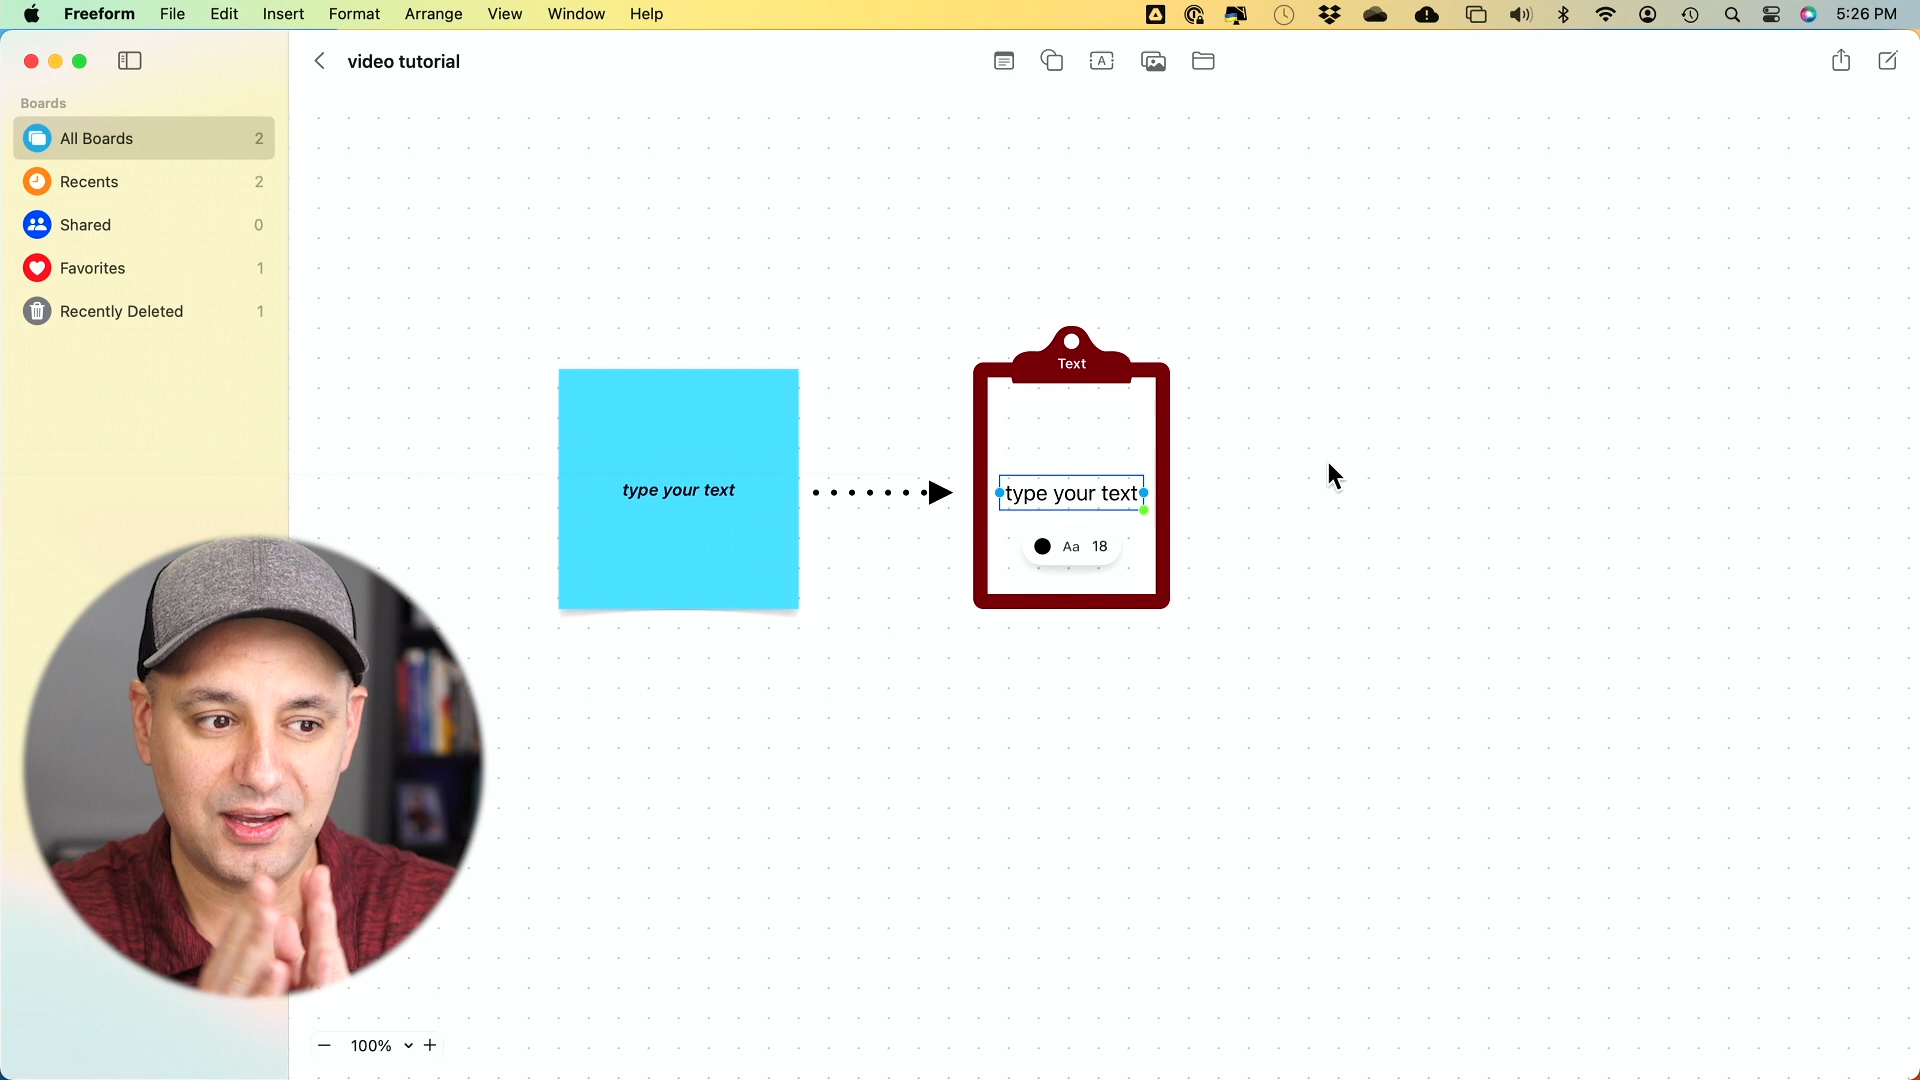 Freeform File Edit Insert Format Arrange View Window Help 5:26 PM
video tutorial
A
Boards
All Boards 2
Recents 2
Shared 0
Favorites 1
Recently Deleted 1
Text
type your text
type your text
Aa 18
100%